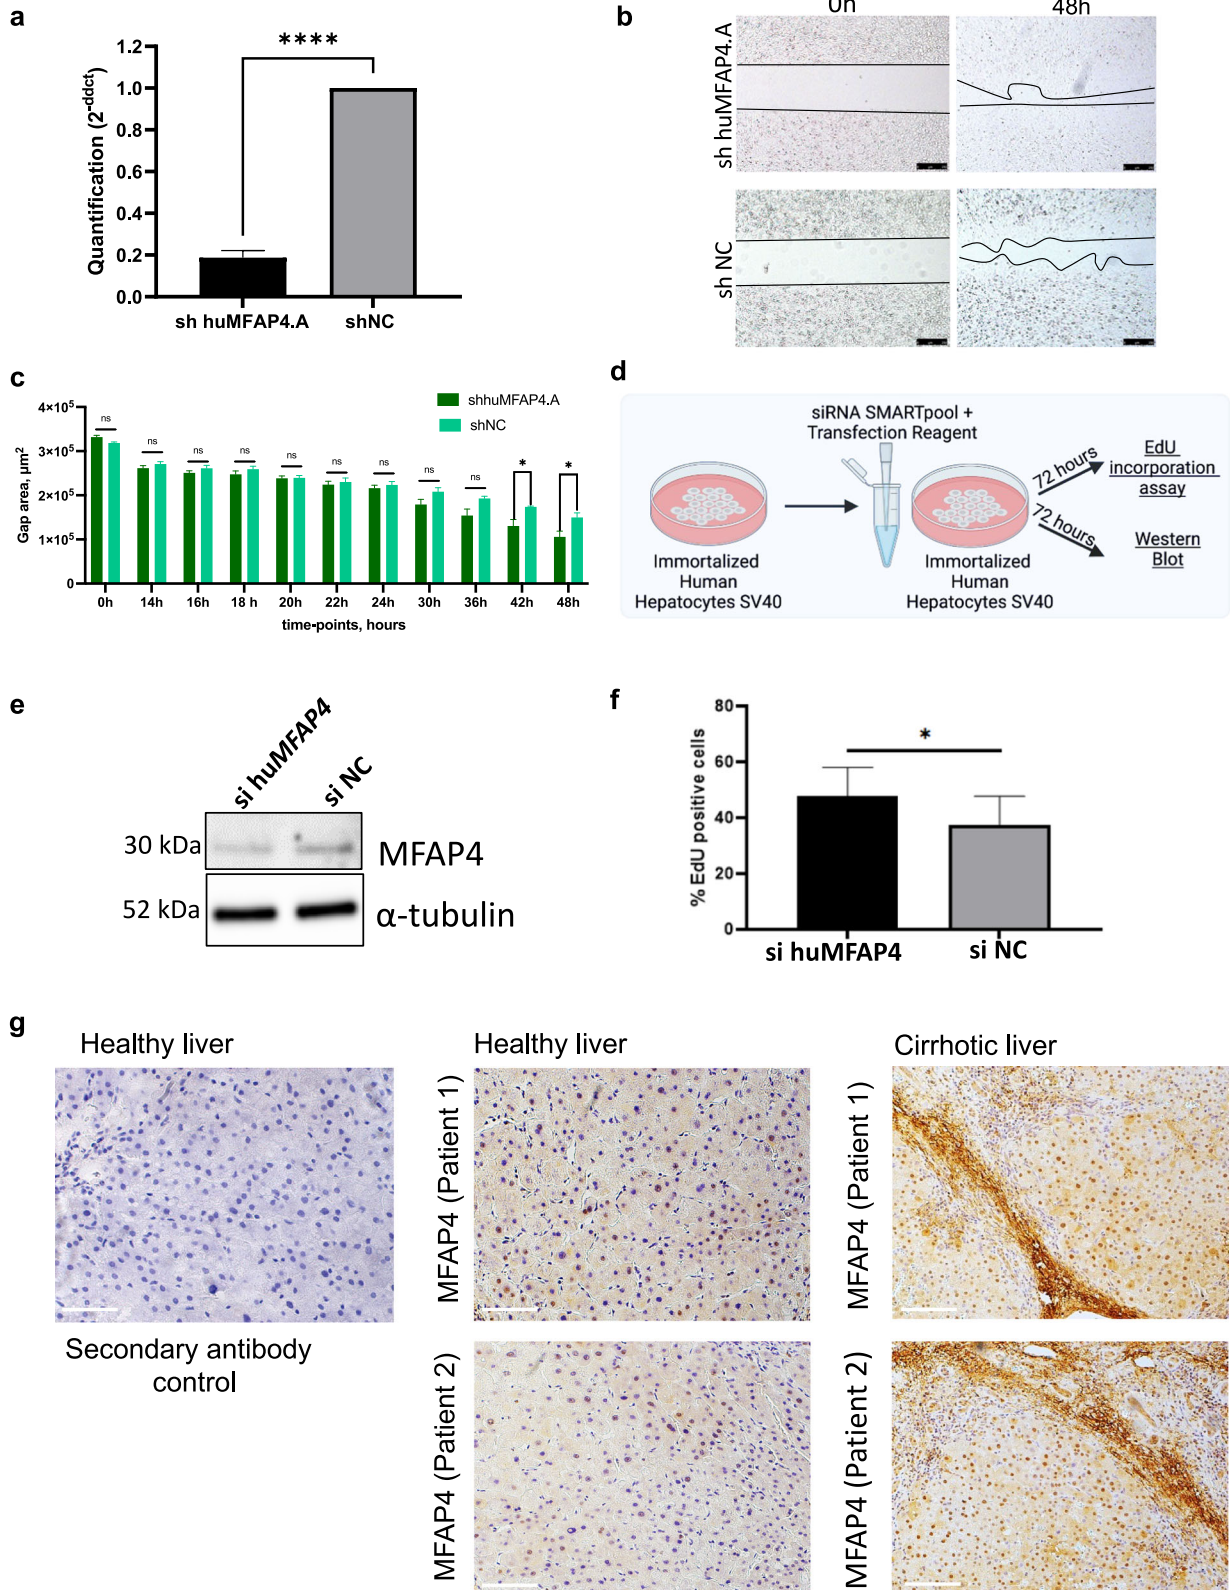 a
Quantification (2^-ddct)
1.2
1.0
0.8
0.6
0.4
0.2
0.0
****
sh huMFAP4.A
shNC
b
0h
48h
sh huMFAP4.A
sh NC
c
Gap area, μm²
4×10⁵
3×10⁵
2×10⁵
1×10⁵
0
shhuMFAP4.A
shNC
ns
ns
ns
ns
ns
ns
ns
ns
ns
*
*
0h
14h
16h
18 h
20h
22h
24h
30h
36h
42h
48h
time-points, hours
d
siRNA SMARTpool +
Transfection Reagent
Immortalized
Human
Hepatocytes SV40
Immortalized
Human
Hepatocytes SV40
72 hours
72 hours
EdU
incorporation
assay
Western
Blot
e
si huMFAP4
si NC
30 kDa
MFAP4
52 kDa
α-tubulin
f
% EdU positive cells
80
60
40
20
0
*
si huMFAP4
si NC
g
Healthy liver
Secondary antibody
control
Healthy liver
MFAP4 (Patient 1)
MFAP4 (Patient 2)
Cirrhotic liver
MFAP4 (Patient 1)
MFAP4 (Patient 2)